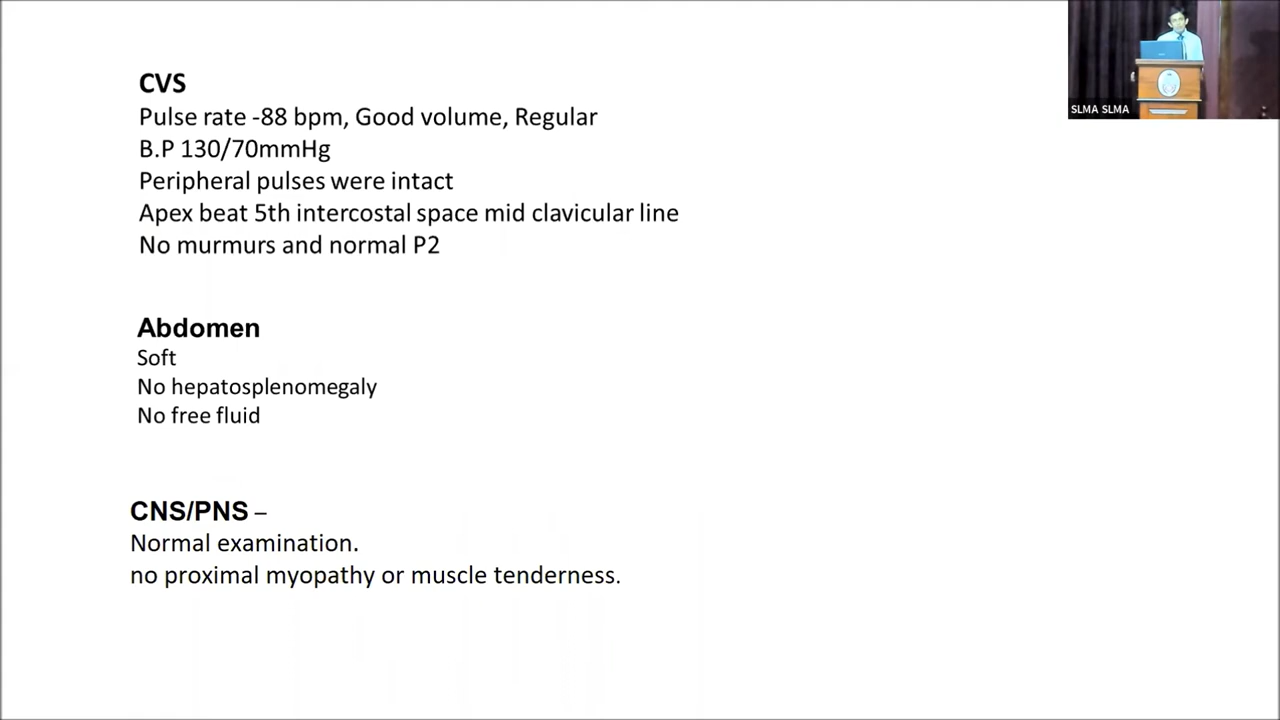 CVS
Pulse rate -88 bpm, Good volume, Regular
B.P 130/70mmHg
Peripheral pulses were intact
Apex beat 5th intercostal space mid clavicular line
No murmurs and normal P2
Abdomen
Soft
No hepatosplenomegaly
No free fluid
CNS/PNS –
Normal examination.
no proximal myopathy or muscle tenderness.
SLMA SLMA